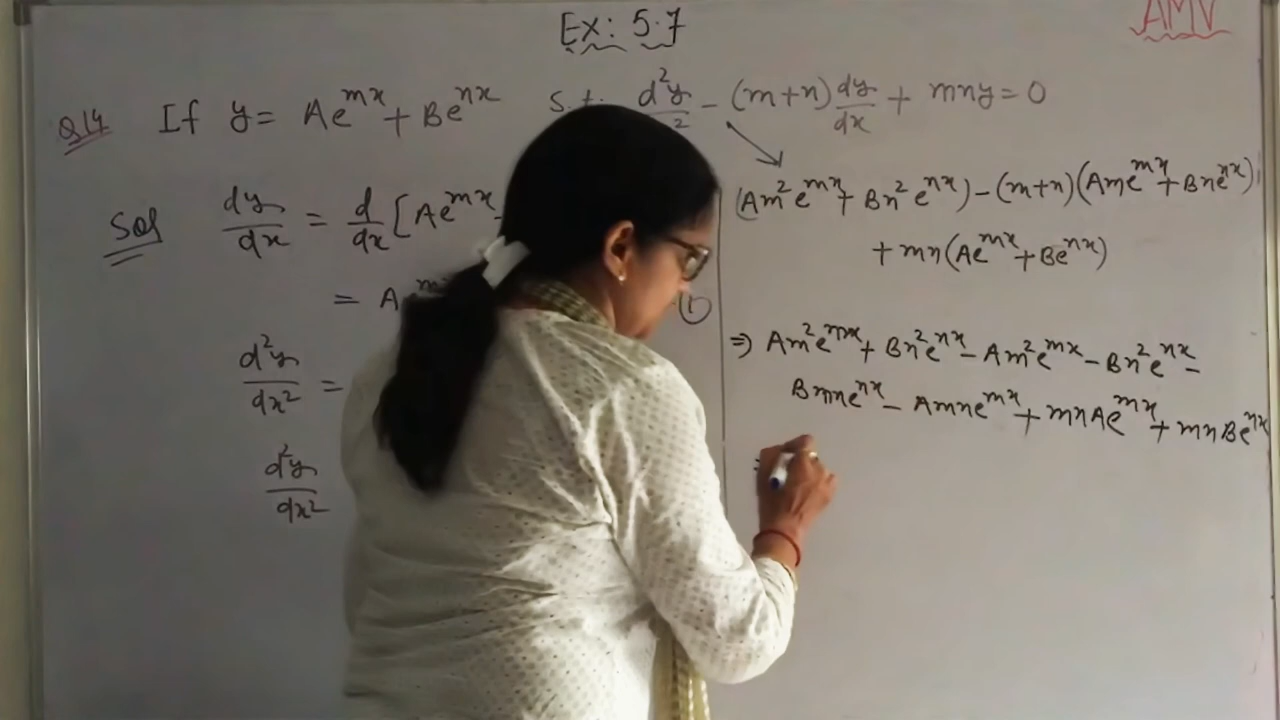 Ex: 5.7
AMV
Q14 If y = Ae^{mx} + Be^{nx} s.t. d²y/ 2 - (m+n) dy/dx + mny = 0
Sol dy/dx = d/dx [Ae^{mx}
= A
①
d²y/dx² =
d²y/dx²
(Am²e^{mx} + Bn²e^{nx}) - (m+n)(Ame^{mx} + Bne^{nx})
+ mn(Ae^{mx} + Be^{nx})
⇒ Am²e^{mx} + Bn²e^{nx} - Am²e^{mx} - Bn²e^{nx} -
Bmne^{nx} - Amne^{mx} + mnAe^{mx} + mnBe^{nx}